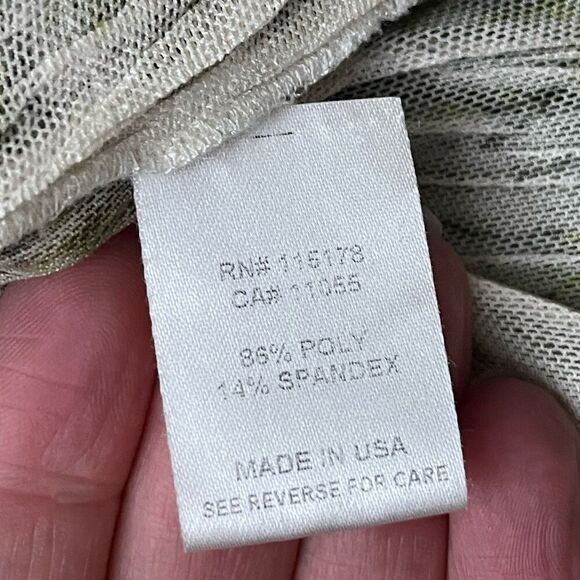 RN# 115178
CA# 11055
86% POLY
14% SPANDEX
MADE IN USA
SEE REVERSE FOR CARE